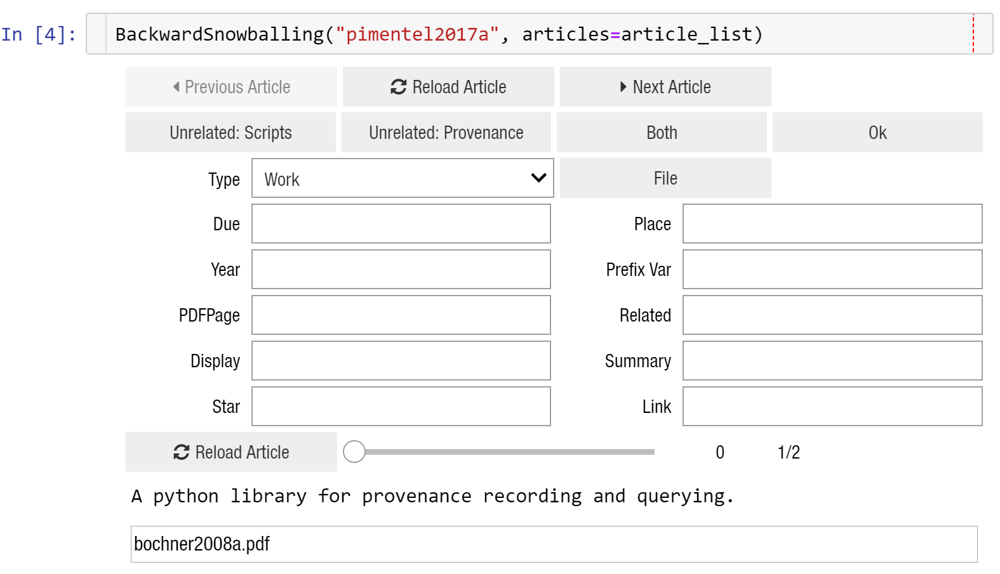 In [4]: BackwardSnowballing("pimentel2017a", articles=article_list)
Previous Article Reload Article Next Article
Unrelated: Scripts Unrelated: Provenance Both Ok
Type Work File
Due Place
Year Prefix Var
PDFPage Related
Display Summary
Star Link
Reload Article 0 1/2
A python library for provenance recording and querying.
bochner2008a.pdf